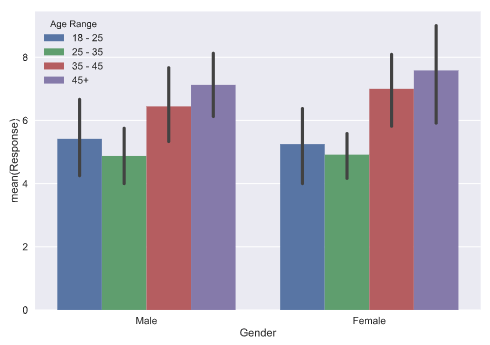 Age Range
18 - 25
25 - 35
35 - 45
45+
8
6
4
2
0
mean(Response)
Male
Female
Gender